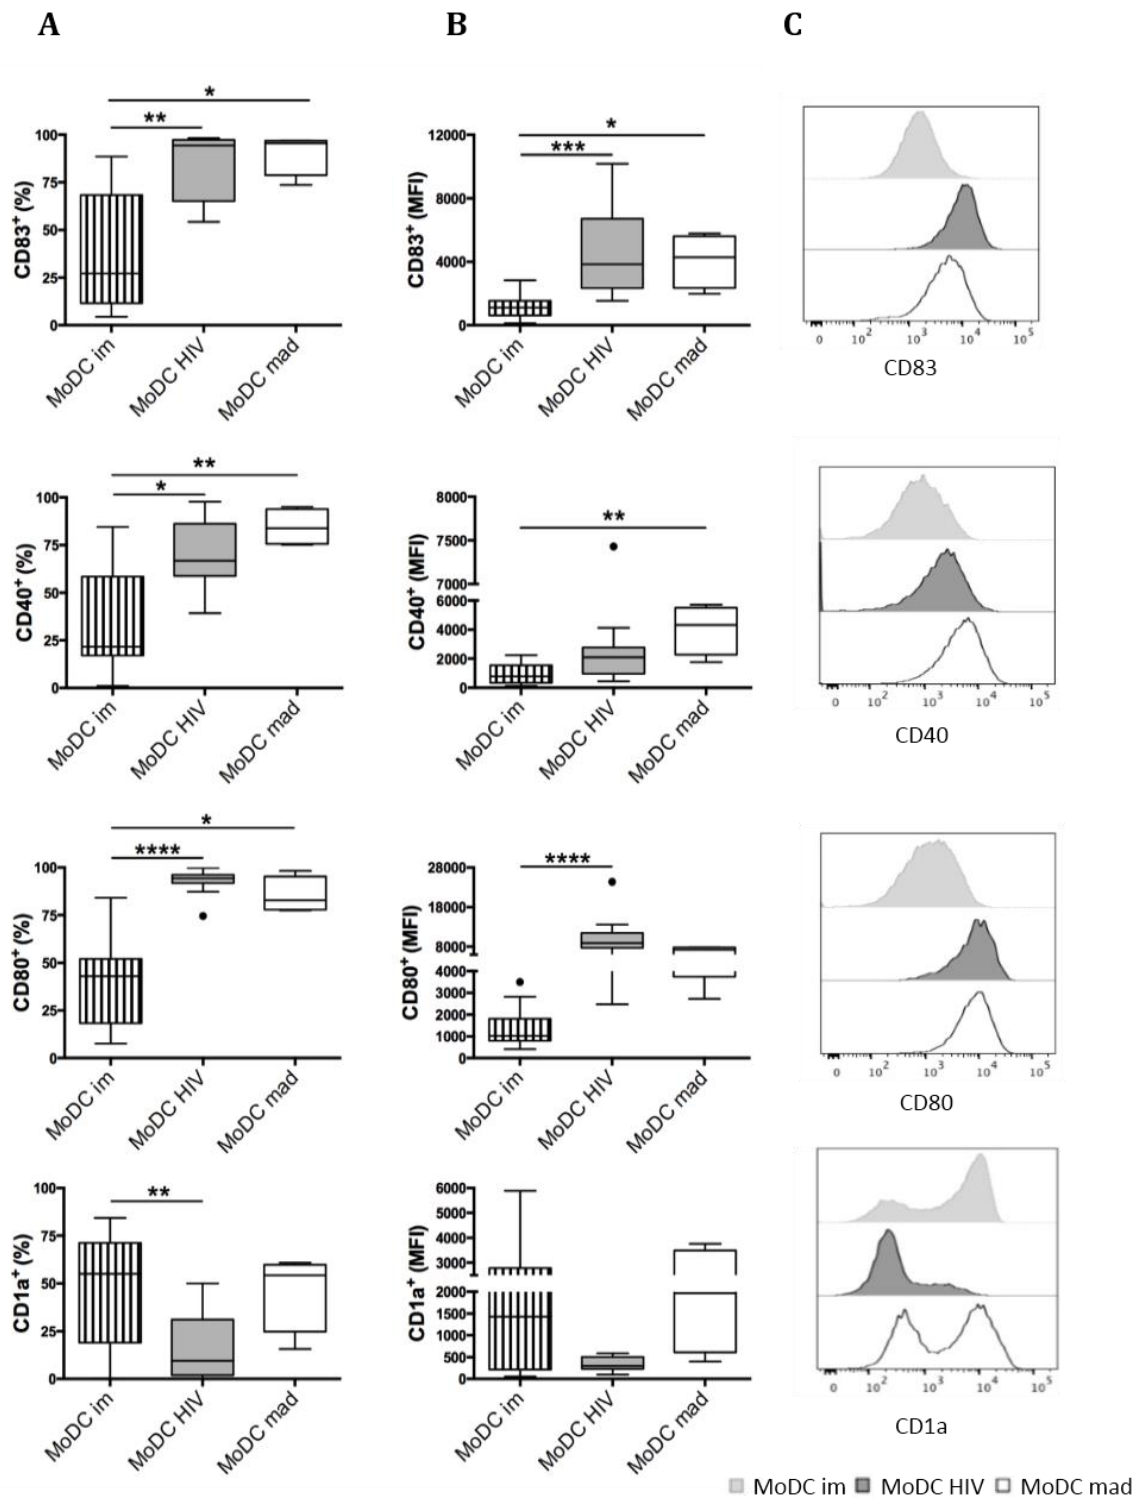 A B C
*
**
100
75
50
25
0
CD83+ (%)
MoDC im
MoDC HIV
MoDC mad
*
***
12000
8000
4000
0
CD83+ (MFI)
MoDC im
MoDC HIV
MoDC mad
0 10² 10³ 10⁴ 10⁵
CD83
**
*
100
75
50
25
0
CD40+ (%)
MoDC im
MoDC HIV
MoDC mad
**
8000
7500
7000
6000
4000
2000
0
CD40+ (MFI)
MoDC im
MoDC HIV
MoDC mad
0 10² 10³ 10⁴ 10⁵
CD40
*
****
100
75
50
25
0
CD80+ (%)
MoDC im
MoDC HIV
MoDC mad
****
28000
18000
8000
4000
3000
2000
1000
0
CD80+ (MFI)
MoDC im
MoDC HIV
MoDC mad
0 10² 10³ 10⁴ 10⁵
CD80
**
100
75
50
25
0
CD1a+ (%)
MoDC im
MoDC HIV
MoDC mad
6000
5000
4000
3000
2000
1500
1000
500
0
CD1a+ (MFI)
MoDC im
MoDC HIV
MoDC mad
0 10² 10³ 10⁴ 10⁵
CD1a
MoDC im MoDC HIV MoDC mad